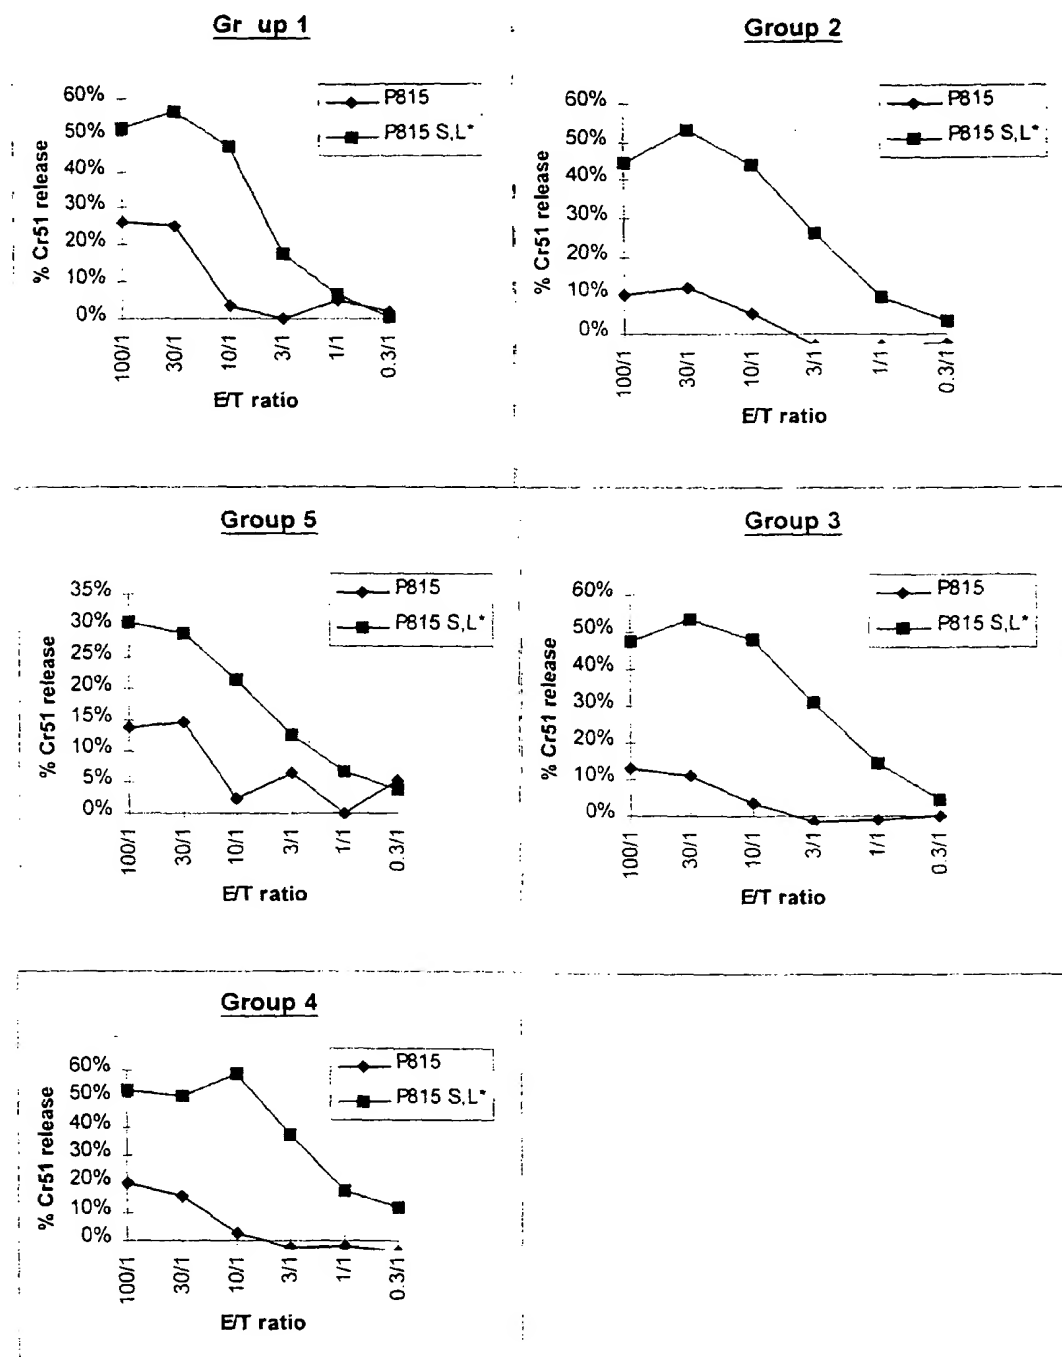 Gr up 1
P815
P815 S,L*
60%
50%
40%
30%
20%
10%
0%
% Cr51 release
100/1
30/1
10/1
3/1
1/1
0.3/1
E/T ratio
Group 2
P815
P815 S,L*
60%
50%
40%
30%
20%
10%
0%
% Cr51 release
100/1
30/1
10/1
3/1
1/1
0.3/1
E/T ratio
Group 5
P815
P815 S,L*
35%
30%
25%
20%
15%
10%
5%
0%
% Cr51 release
100/1
30/1
10/1
3/1
1/1
0.3/1
E/T ratio
Group 3
P815
P815 S,L*
60%
50%
40%
30%
20%
10%
0%
% Cr51 release
100/1
30/1
10/1
3/1
1/1
0.3/1
E/T ratio
Group 4
P815
P815 S,L*
60%
50%
40%
30%
20%
10%
0%
% Cr51 release
100/1
30/1
10/1
3/1
1/1
0.3/1
E/T ratio